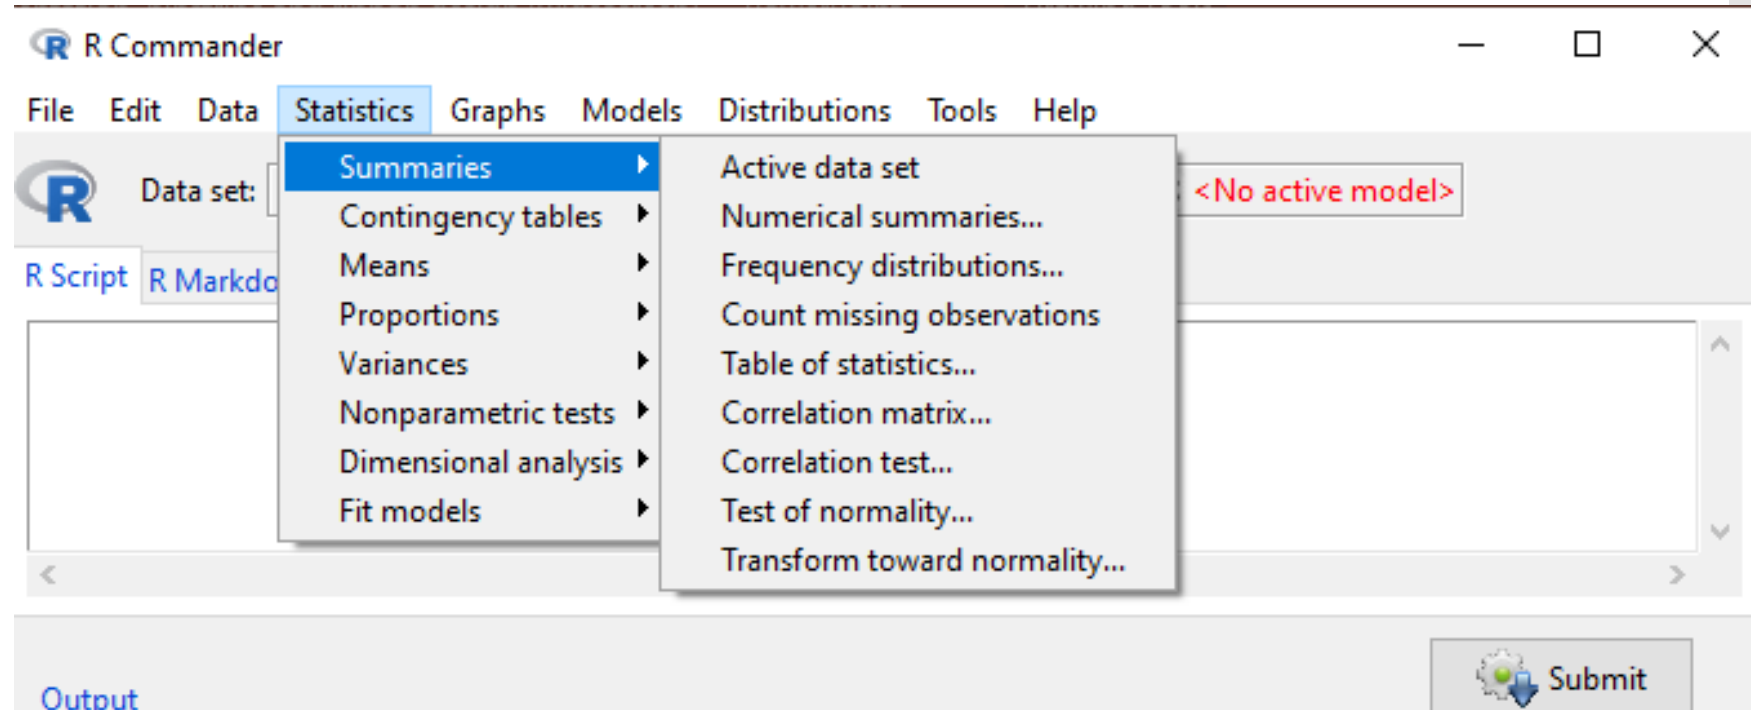 R Commander
File Edit Data Statistics Graphs Models Distributions Tools Help
Data set:
<No active model>
R Script
R Markdo
Summaries
Contingency tables
Means
Proportions
Variances
Nonparametric tests
Dimensional analysis
Fit models
Active data set
Numerical summaries...
Frequency distributions...
Count missing observations
Table of statistics...
Correlation matrix...
Correlation test...
Test of normality...
Transform toward normality...
Submit
Output